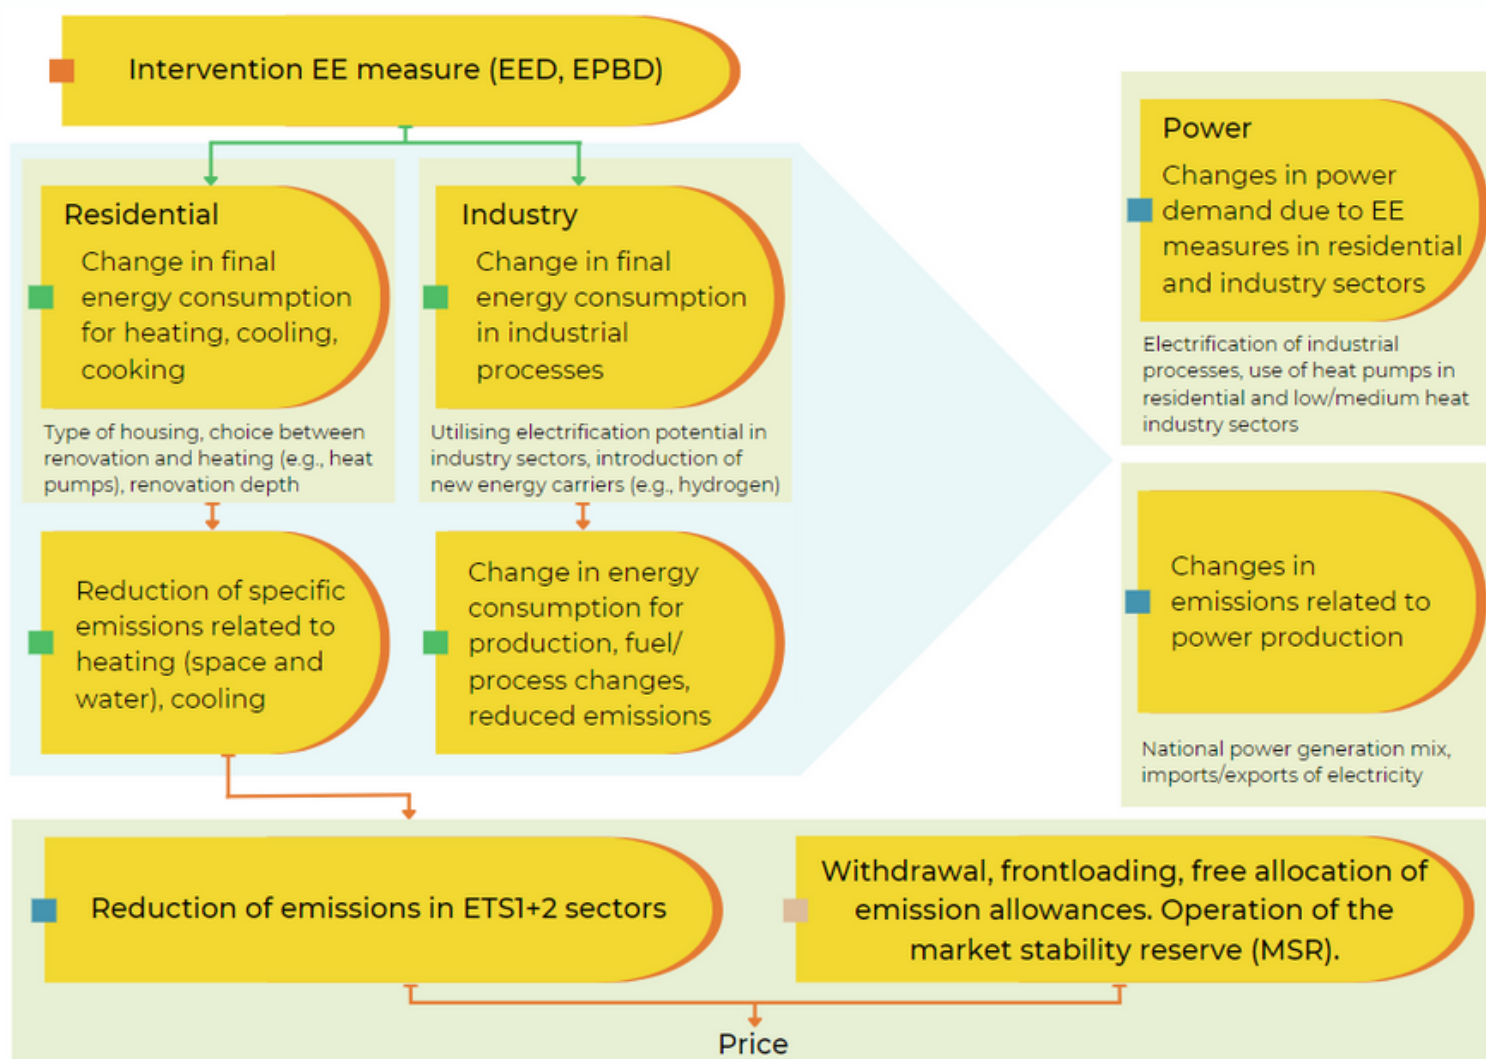 Intervention EE measure (EED, EPBD)
Residential
Change in final
energy consumption
for heating, cooling,
cooking
Type of housing, choice between
renovation and heating (e.g., heat
pumps), renovation depth
Industry
Change in final
energy consumption
in industrial
processes
Utilising electrification potential in
industry sectors, introduction of
new energy carriers (e.g., hydrogen)
Power
Changes in power
demand due to EE
measures in residential
and industry sectors
Electrification of industrial
processes, use of heat pumps in
residential and low/medium heat
industry sectors
Reduction of specific
emissions related to
heating (space and
water), cooling
Change in energy
consumption for
production, fuel/
process changes,
reduced emissions
Changes in
emissions related to
power production
National power generation mix,
imports/exports of electricity
Reduction of emissions in ETS1+2 sectors
Withdrawal, frontloading, free allocation of
emission allowances. Operation of the
market stability reserve (MSR).
Price